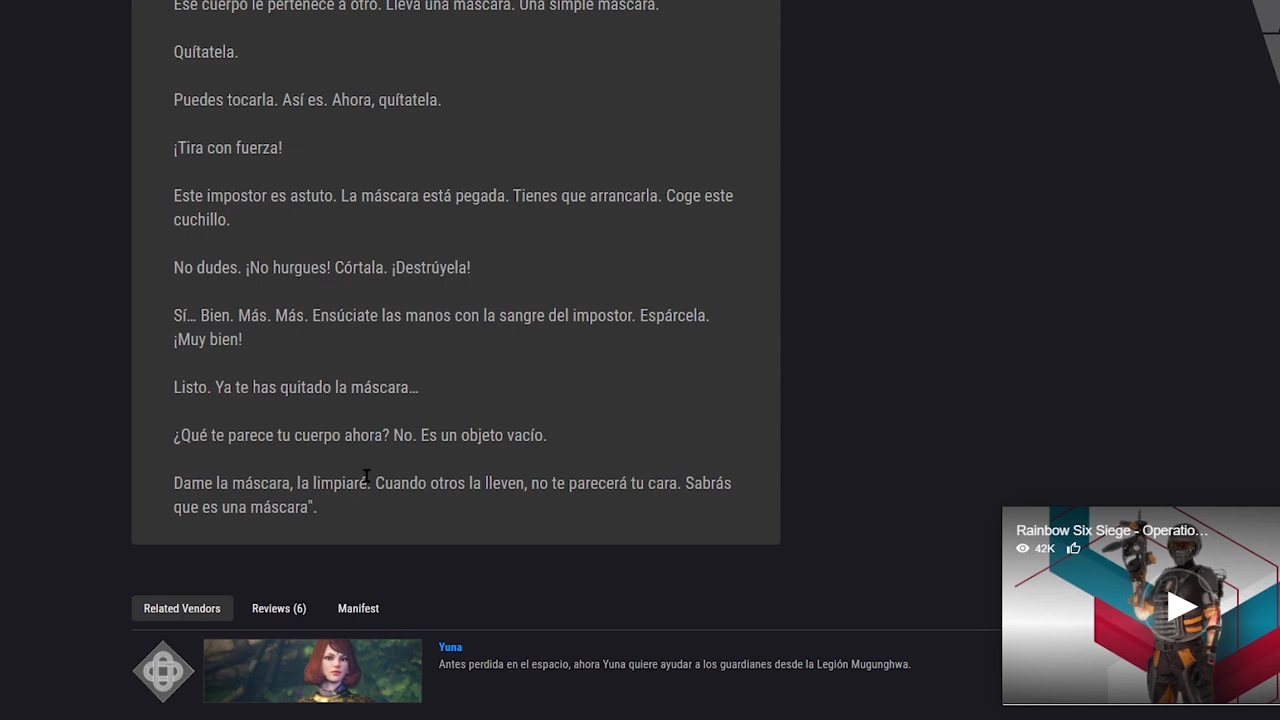 Ese cuerpo le pertenece a otro. Lleva una máscara. Una simple máscara.
Quítatela.
Puedes tocarla. Así es. Ahora, quítatela.
¡Tira con fuerza!
Este impostor es astuto. La máscara está pegada. Tienes que arrancarla. Coge este
cuchillo.
No dudes. ¡No hurgues! Córtala. ¡Destrúyela!
Sí… Bien. Más. Más. Ensúciate las manos con la sangre del impostor. Espárcela.
¡Muy bien!
Listo. Ya te has quitado la máscara…
¿Qué te parece tu cuerpo ahora? No. Es un objeto vacío.
Dame la máscara, la limpiaré. Cuando otros la lleven, no te parecerá tu cara. Sabrás
que es una máscara".
Rainbow Six Siege - Operatio…
42K
Related Vendors
Reviews (6)
Manifest
Yuna
Antes perdida en el espacio, ahora Yuna quiere ayudar a los guardianes desde la Legión Mugunghwa.